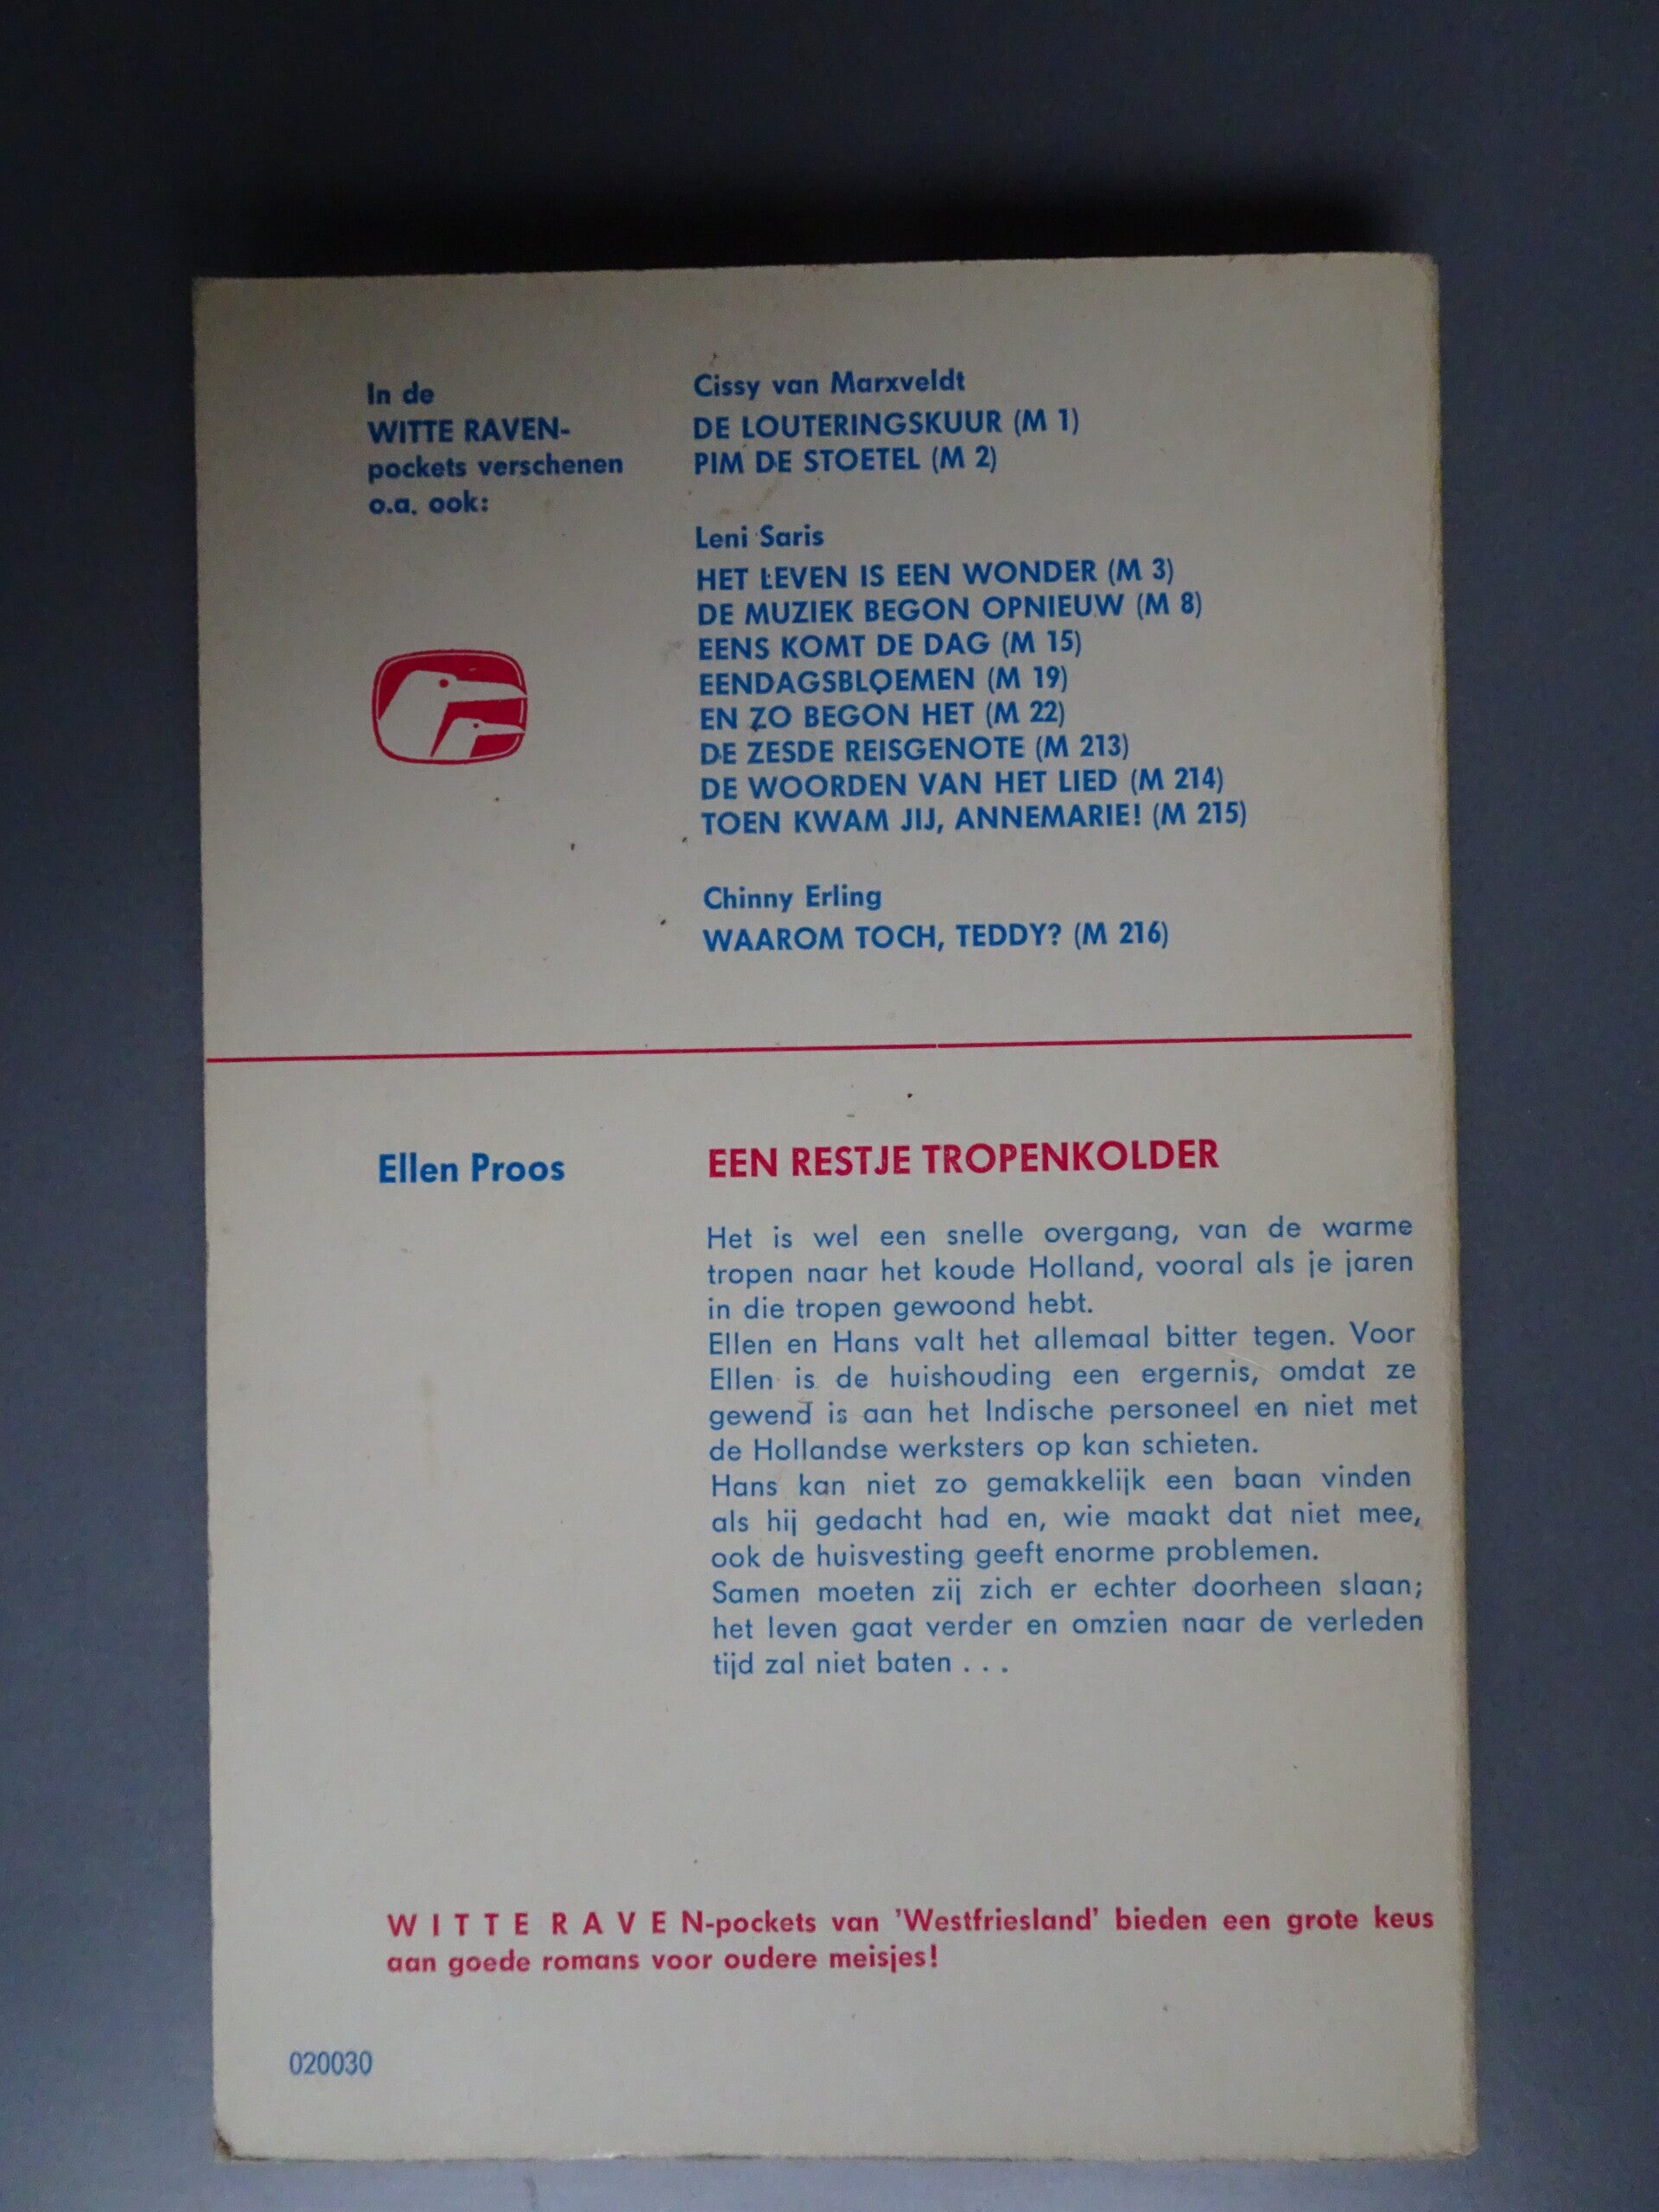 In de
WITTE RAVEN-
pockets verschenen
o.a. ook:
Cissy van Marxveldt
DE LOUTERINGSKUUR (M 1)
PIM DE STOETEL (M 2)
Leni Saris
HET LEVEN IS EEN WONDER (M 3)
DE MUZIEK BEGON OPNIEUW (M 8)
EENS KOMT DE DAG (M 15)
EENDAGSBLOEMEN (M 19)
EN ZO BEGON HET (M 22)
DE ZESDE REISGENOTE (M 213)
DE WOORDEN VAN HET LIED (M 214)
TOEN KWAM JIJ, ANNEMARIE! (M 215)
Chinny Erling
WAAROM TOCH, TEDDY? (M 216)
Ellen Proos
EEN RESTJE TROPENKOLDER
Het is wel een snelle overgang, van de warme
tropen naar het koude Holland, vooral als je jaren
in die tropen gewoond hebt.
Ellen en Hans valt het allemaal bitter tegen. Voor
Ellen is de huishouding een ergernis, omdat ze
gewend is aan het Indische personeel en niet met
de Hollandse werksters op kan schieten.
Hans kan niet zo gemakkelijk een baan vinden
als hij gedacht had en, wie maakt dat niet mee,
ook de huisvesting geeft enorme problemen.
Samen moeten zij zich er echter doorheen slaan;
het leven gaat verder en omzien naar de verleden
tijd zal niet baten . . .
W I T T E R A V E N-pockets van 'Westfriesland' bieden een grote keus
aan goede romans voor oudere meisjes!
020030